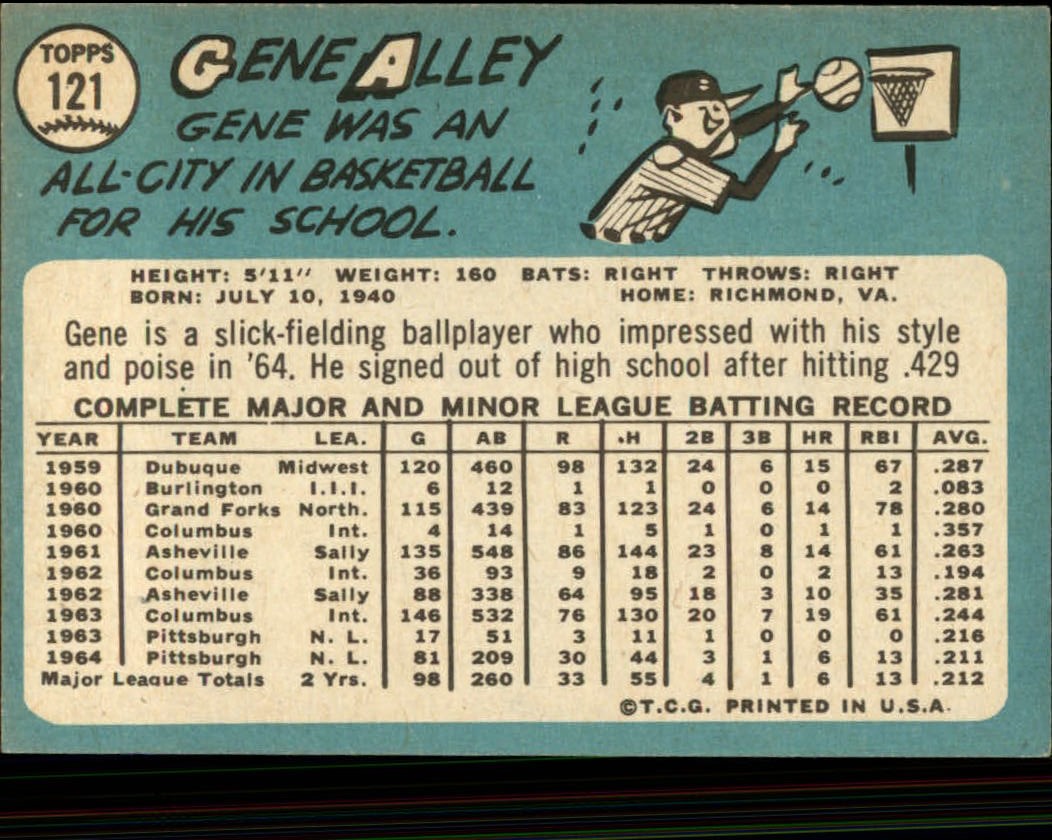 TOPPS
121
GENE ALLEY
GENE WAS AN
ALL-CITY IN BASKETBALL
FOR HIS SCHOOL.
HEIGHT: 5'11" WEIGHT: 160 BATS: RIGHT THROWS: RIGHT
BORN: JULY 10, 1940 HOME: RICHMOND, VA.
Gene is a slick-fielding ballplayer who impressed with his style
and poise in '64. He signed out of high school after hitting .429
COMPLETE MAJOR AND MINOR LEAGUE BATTING RECORD
YEAR TEAM LEA. G AB R H 2B 3B HR RBI AVG.
1959 Dubuque Midwest 120 460 98 132 24 6 15 67 .287
1960 Burlington I.I.I. 6 12 1 1 0 0 0 2 .083
1960 Grand Forks North. 115 439 83 123 24 6 14 78 .280
1960 Columbus Int. 4 14 1 5 1 0 1 1 .357
1961 Asheville Sally 135 548 86 144 23 8 14 61 .263
1962 Columbus Int. 36 93 9 18 2 0 2 13 .194
1962 Asheville Sally 88 338 64 95 18 3 10 35 .281
1963 Columbus Int. 146 532 76 130 20 7 19 61 .244
1963 Pittsburgh N. L. 17 51 3 11 1 0 0 0 .216
1964 Pittsburgh N. L. 81 209 30 44 3 1 6 13 .211
Major League Totals 2 Yrs. 98 260 33 55 4 1 6 13 .212
©T.C.G. PRINTED IN U.S.A.